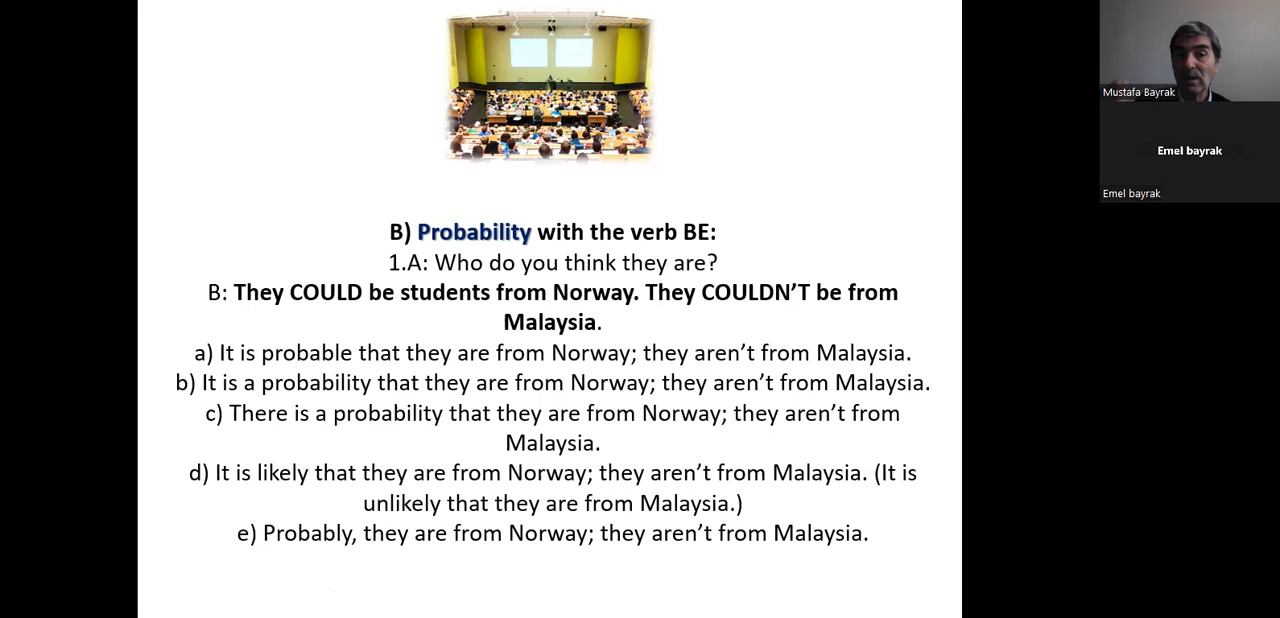 B) Probability with the verb BE:
1.A: Who do you think they are?
B: They COULD be students from Norway. They COULDN’T be from
Malaysia.
a) It is probable that they are from Norway; they aren’t from Malaysia.
b) It is a probability that they are from Norway; they aren’t from Malaysia.
c) There is a probability that they are from Norway; they aren’t from
Malaysia.
d) It is likely that they are from Norway; they aren’t from Malaysia. (It is
unlikely that they are from Malaysia.)
e) Probably, they are from Norway; they aren’t from Malaysia.
Mustafa Bayrak
Emel bayrak
Emel bayrak